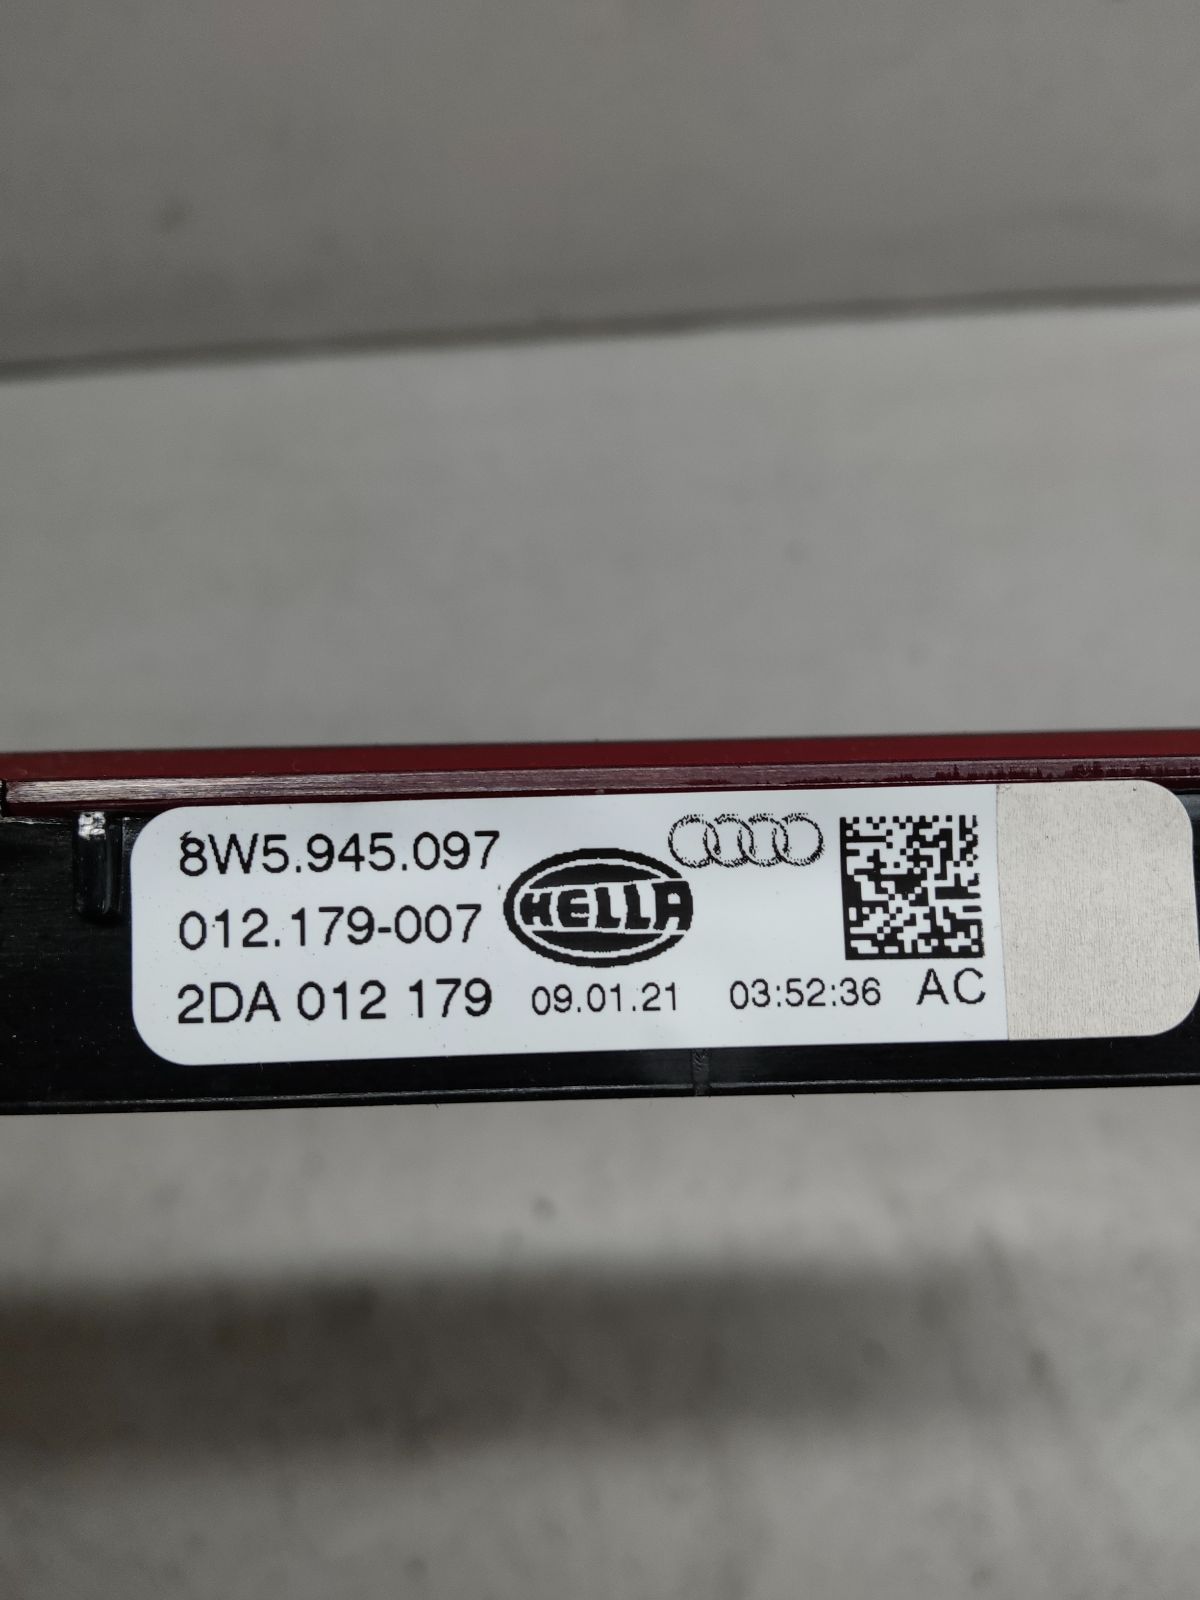 8W5.945.097
012.179-007
HELLA
2DA 012 179 09.01.21 03:52:36 AC